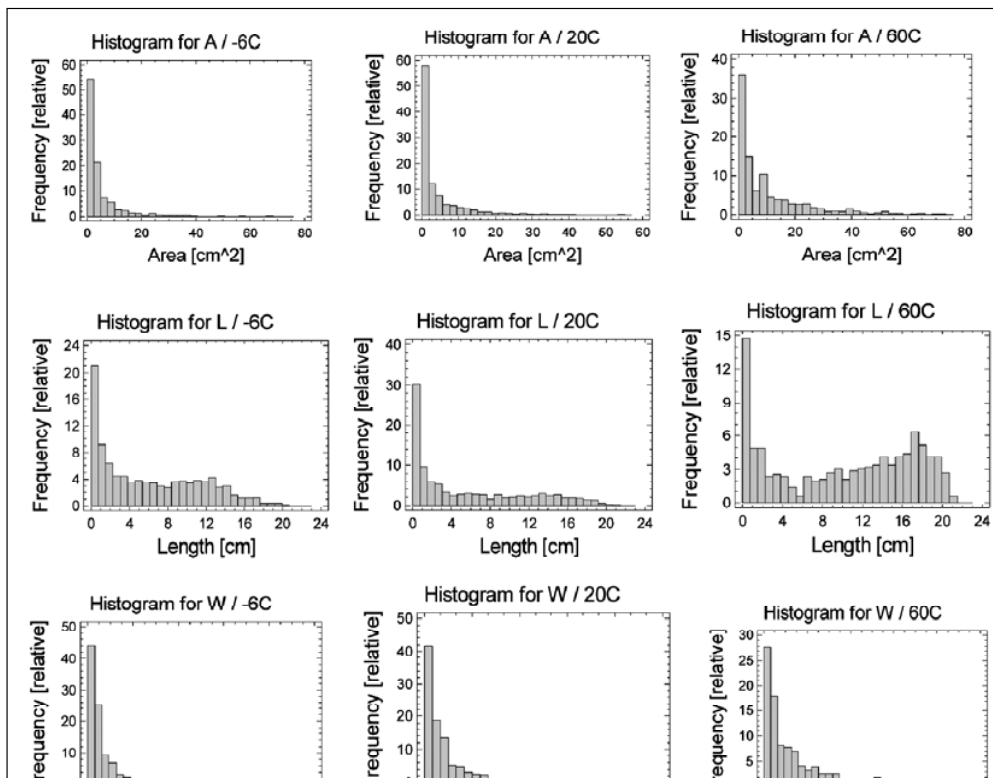 Histogram for A / -6C
Frequency [relative]
60
50
40
30
20
10
0
0 20 40 60 80
Area [cm^2]
Histogram for A / 20C
Frequency [relative]
60
50
40
30
20
10
0
0 10 20 30 40 50 60
Area [cm^2]
Histogram for A / 60C
Frequency [relative]
40
30
20
10
0
0 20 40 60 80
Area [cm^2]
Histogram for L / -6C
Frequency [relative]
24
20
16
12
8
4
0
0 4 8 12 16 20 24
Length [cm]
Histogram for L / 20C
Frequency [relative]
40
30
20
10
0
0 4 8 12 16 20 24
Length [cm]
Histogram for L / 60C
Frequency [relative]
15
12
9
6
3
0
0 4 8 12 16 20 24
Length [cm]
Histogram for W / -6C
requency [relative]
50
40
30
20
10
Histogram for W / 20C
requency [relative]
50
40
30
20
10
Histogram for W / 60C
equency [relative]
30
25
20
15
10
5